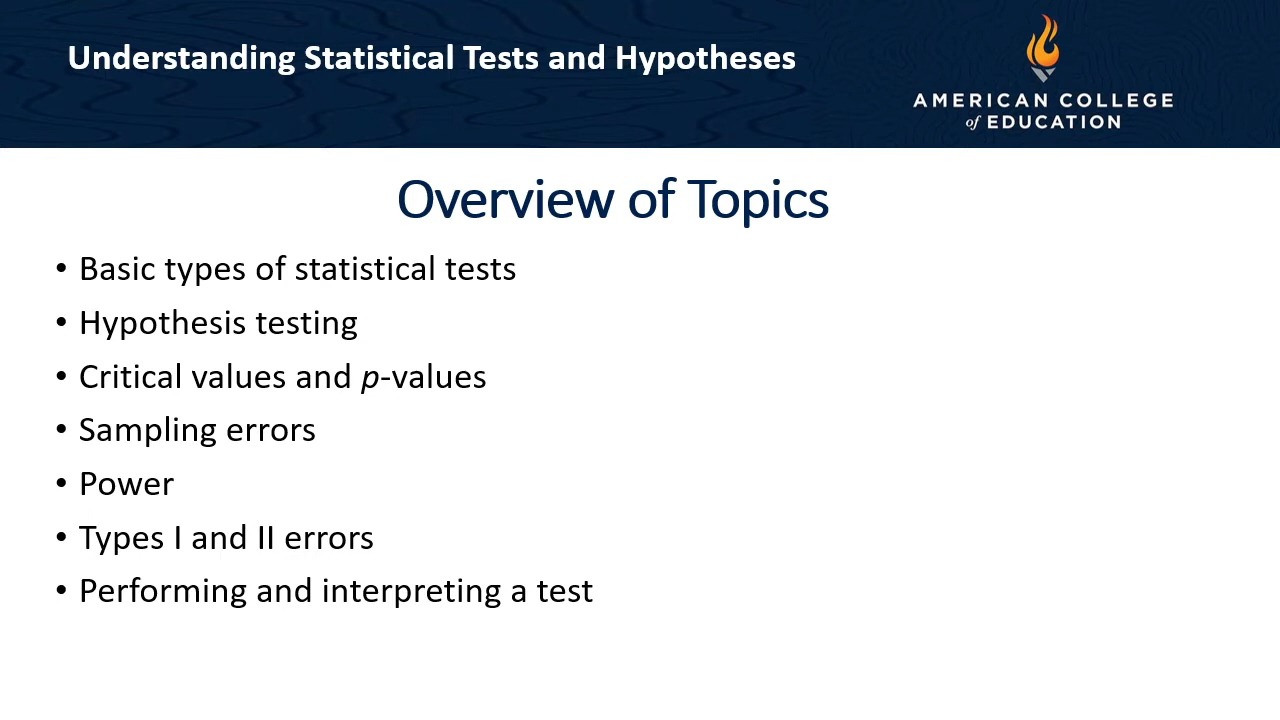 Understanding Statistical Tests and Hypotheses
AMERICAN COLLEGE
of EDUCATION
Overview of Topics
• Basic types of statistical tests
• Hypothesis testing
• Critical values and p-values
• Sampling errors
• Power
• Types I and II errors
• Performing and interpreting a test